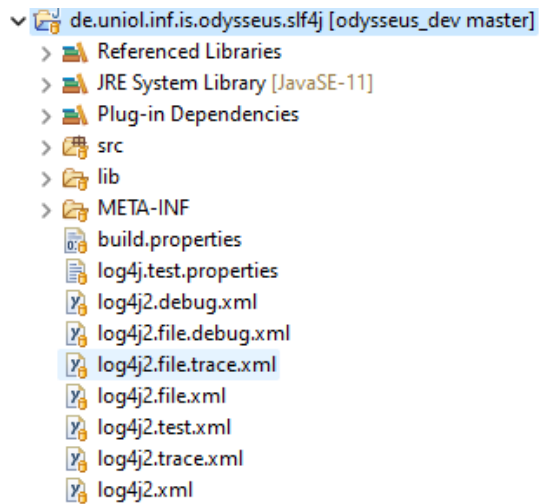 de.uniol.inf.is.odysseus.slf4j [odysseus_dev master]
Referenced Libraries
JRE System Library [JavaSE-11]
Plug-in Dependencies
src
lib
META-INF
build.properties
log4j.test.properties
log4j2.debug.xml
log4j2.file.debug.xml
log4j2.file.trace.xml
log4j2.file.xml
log4j2.test.xml
log4j2.trace.xml
log4j2.xml